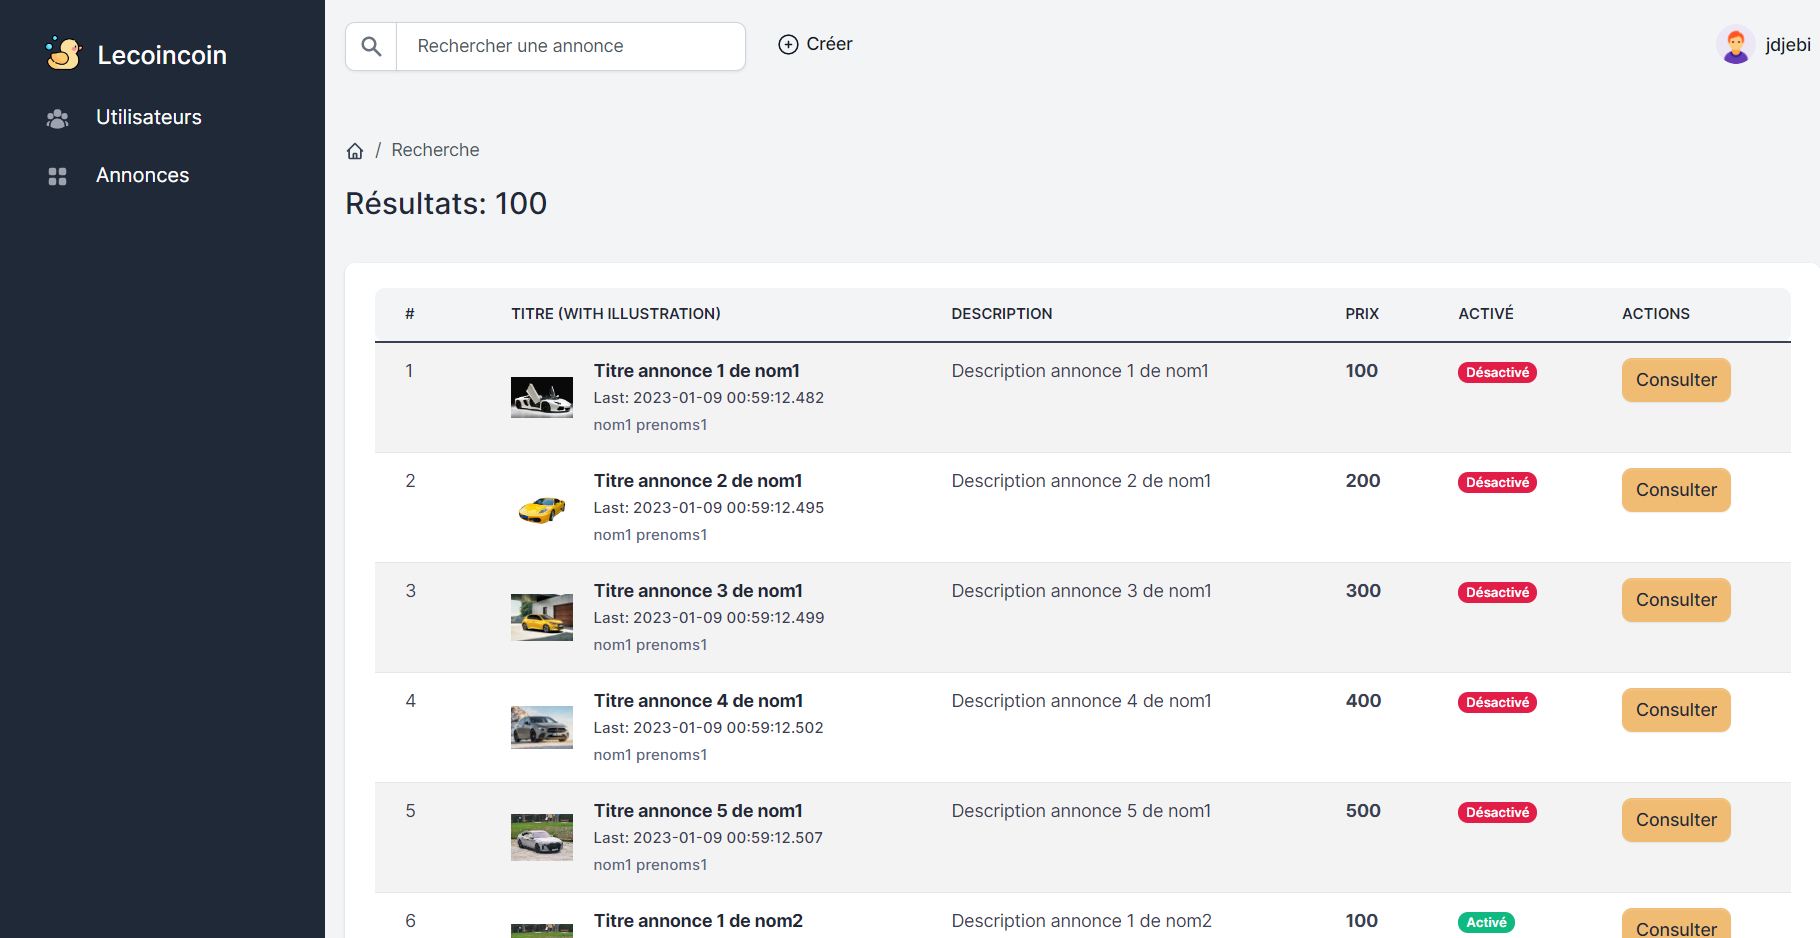 Lecoincoin
Utilisateurs
Annonces
Rechercher une annonce
Créer
jdjebi
/ Recherche
Résultats: 100
# TITRE (WITH ILLUSTRATION) DESCRIPTION PRIX ACTIVÉ ACTIONS
1 Titre annonce 1 de nom1 Description annonce 1 de nom1 100 Désactivé Consulter
Last: 2023-01-09 00:59:12.482
nom1 prenoms1
2 Titre annonce 2 de nom1 Description annonce 2 de nom1 200 Désactivé Consulter
Last: 2023-01-09 00:59:12.495
nom1 prenoms1
3 Titre annonce 3 de nom1 Description annonce 3 de nom1 300 Désactivé Consulter
Last: 2023-01-09 00:59:12.499
nom1 prenoms1
4 Titre annonce 4 de nom1 Description annonce 4 de nom1 400 Désactivé Consulter
Last: 2023-01-09 00:59:12.502
nom1 prenoms1
5 Titre annonce 5 de nom1 Description annonce 5 de nom1 500 Désactivé Consulter
Last: 2023-01-09 00:59:12.507
nom1 prenoms1
6 Titre annonce 1 de nom2 Description annonce 1 de nom2 100 Activé Consulter